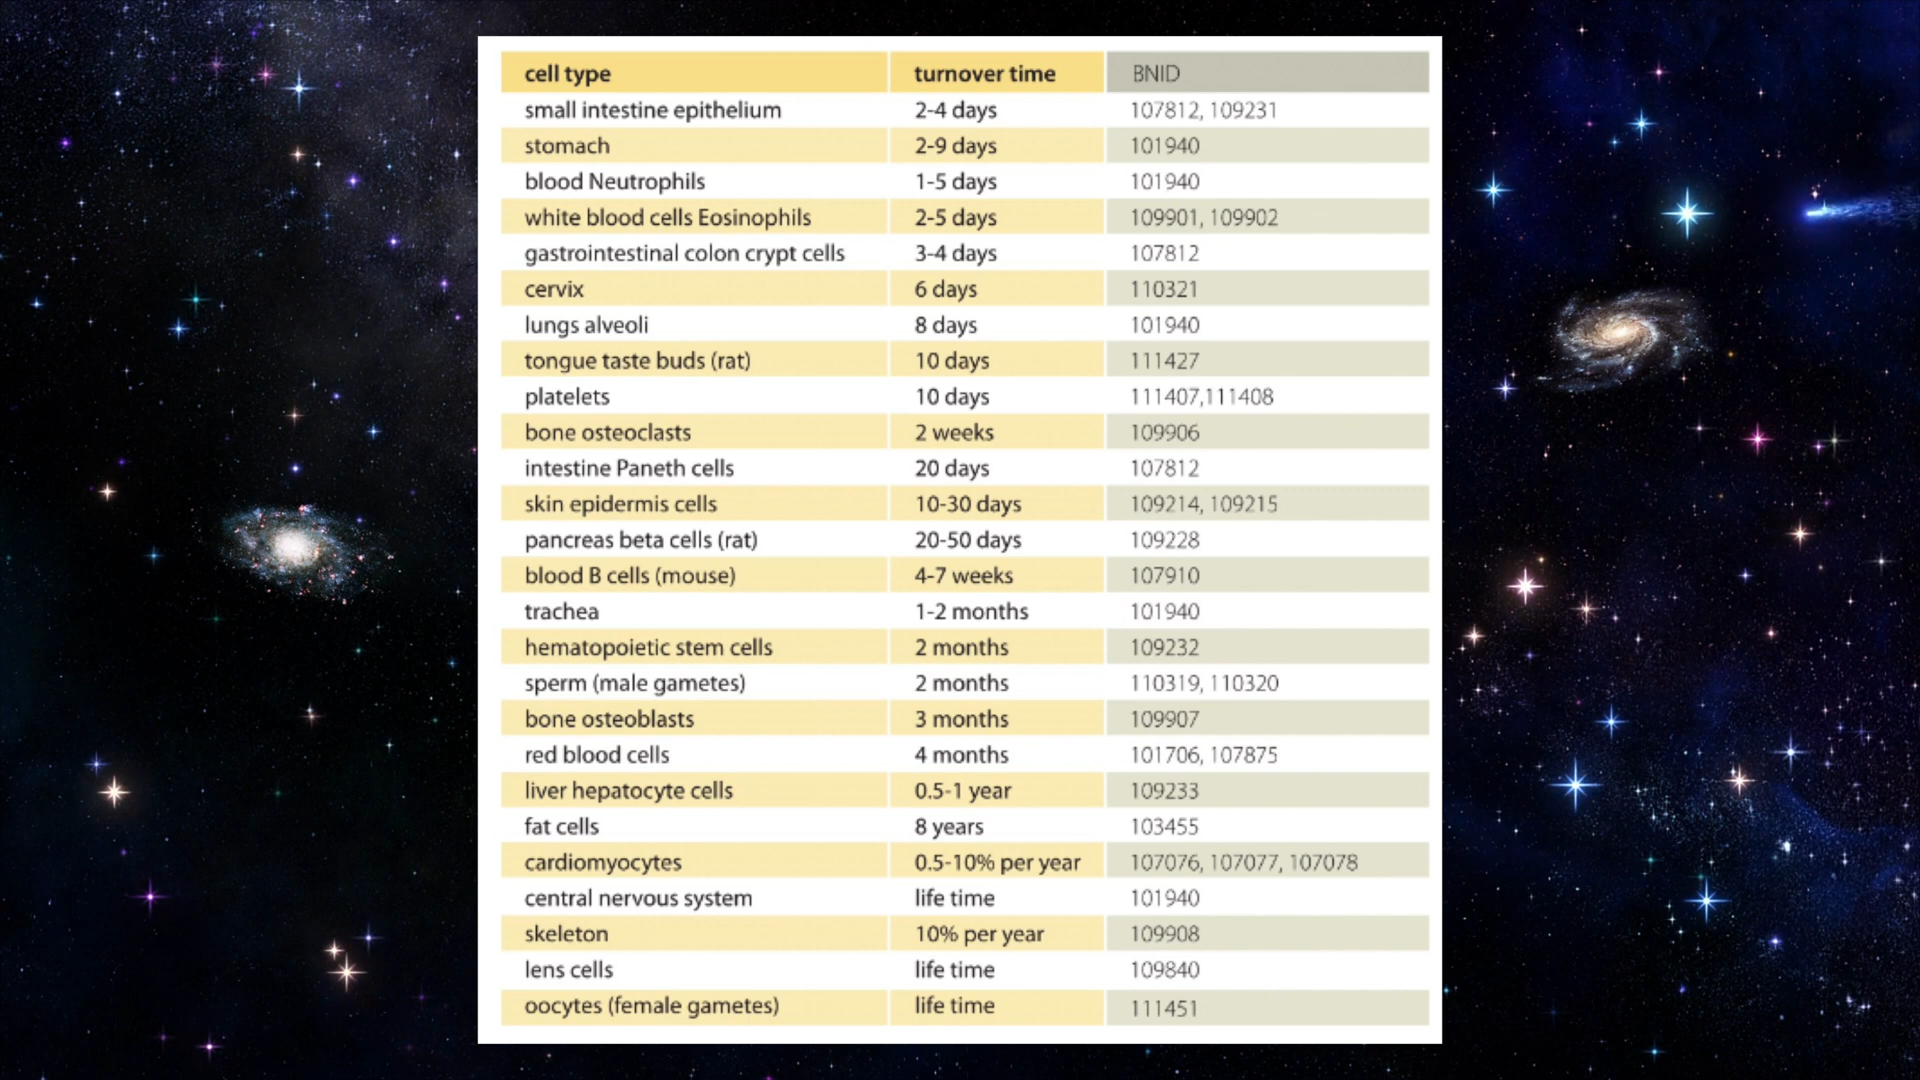 cell type turnover time BNID
small intestine epithelium 2-4 days 107812, 109231
stomach 2-9 days 101940
blood Neutrophils 1-5 days 101940
white blood cells Eosinophils 2-5 days 109901, 109902
gastrointestinal colon crypt cells 3-4 days 107812
cervix 6 days 110321
lungs alveoli 8 days 101940
tongue taste buds (rat) 10 days 111427
platelets 10 days 111407,111408
bone osteoclasts 2 weeks 109906
intestine Paneth cells 20 days 107812
skin epidermis cells 10-30 days 109214, 109215
pancreas beta cells (rat) 20-50 days 109228
blood B cells (mouse) 4-7 weeks 107910
trachea 1-2 months 101940
hematopoietic stem cells 2 months 109232
sperm (male gametes) 2 months 110319, 110320
bone osteoblasts 3 months 109907
red blood cells 4 months 101706, 107875
liver hepatocyte cells 0.5-1 year 109233
fat cells 8 years 103455
cardiomyocytes 0.5-10% per year 107076, 107077, 107078
central nervous system life time 101940
skeleton 10% per year 109908
lens cells life time 109840
oocytes (female gametes) life time 111451